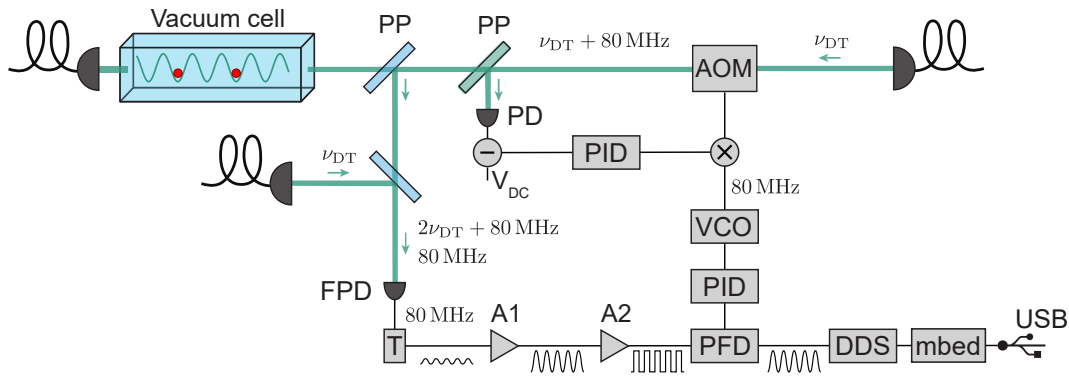 Vacuum cell
PP
PP
ν_DT + 80 MHz
AOM
ν_DT
PD
−
PID
×
V_DC
80 MHz
ν_DT
VCO
2ν_DT + 80 MHz
80 MHz
PID
FPD
80 MHz
A1
A2
USB
T
PFD
DDS
mbed